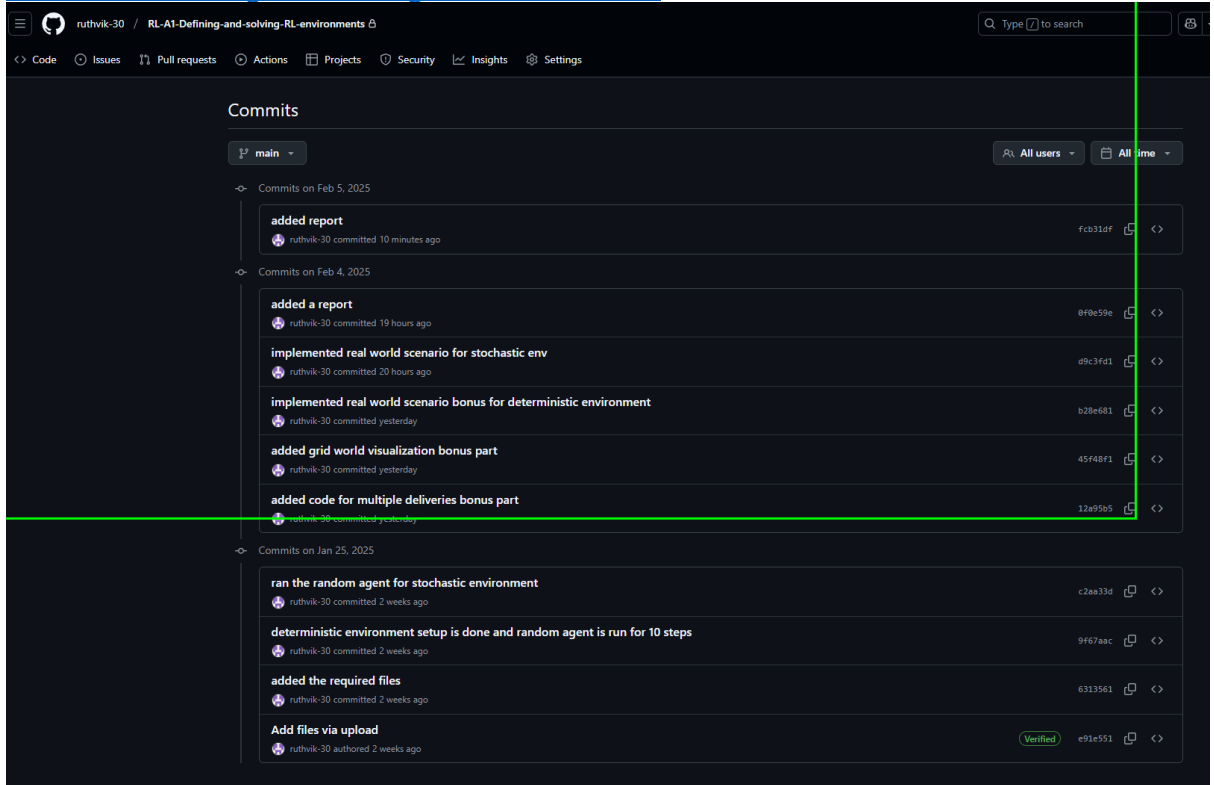 ruthvik-30 / RL-A1-Defining-and-solving-RL-environments
Type / to search
Code Issues Pull requests Actions Projects Security Insights Settings
Commits
main All users All time
Commits on Feb 5, 2025
added report
ruthvik-30 committed 10 minutes ago
fcb31df
Commits on Feb 4, 2025
added a report
ruthvik-30 committed 19 hours ago
0f0e59e
implemented real world scenario for stochastic env
ruthvik-30 committed 20 hours ago
d9c3fd1
implemented real world scenario bonus for deterministic environment
ruthvik-30 committed yesterday
b28e681
added grid world visualization bonus part
ruthvik-30 committed yesterday
45f48f1
added code for multiple deliveries bonus part
ruthvik-30 committed yesterday
12a95b5
Commits on Jan 25, 2025
ran the random agent for stochastic environment
ruthvik-30 committed 2 weeks ago
c2aa33d
deterministic environment setup is done and random agent is run for 10 steps
ruthvik-30 committed 2 weeks ago
9f67aac
added the required files
ruthvik-30 committed 2 weeks ago
6313561
Add files via upload
ruthvik-30 authored 2 weeks ago
Verified e91e551